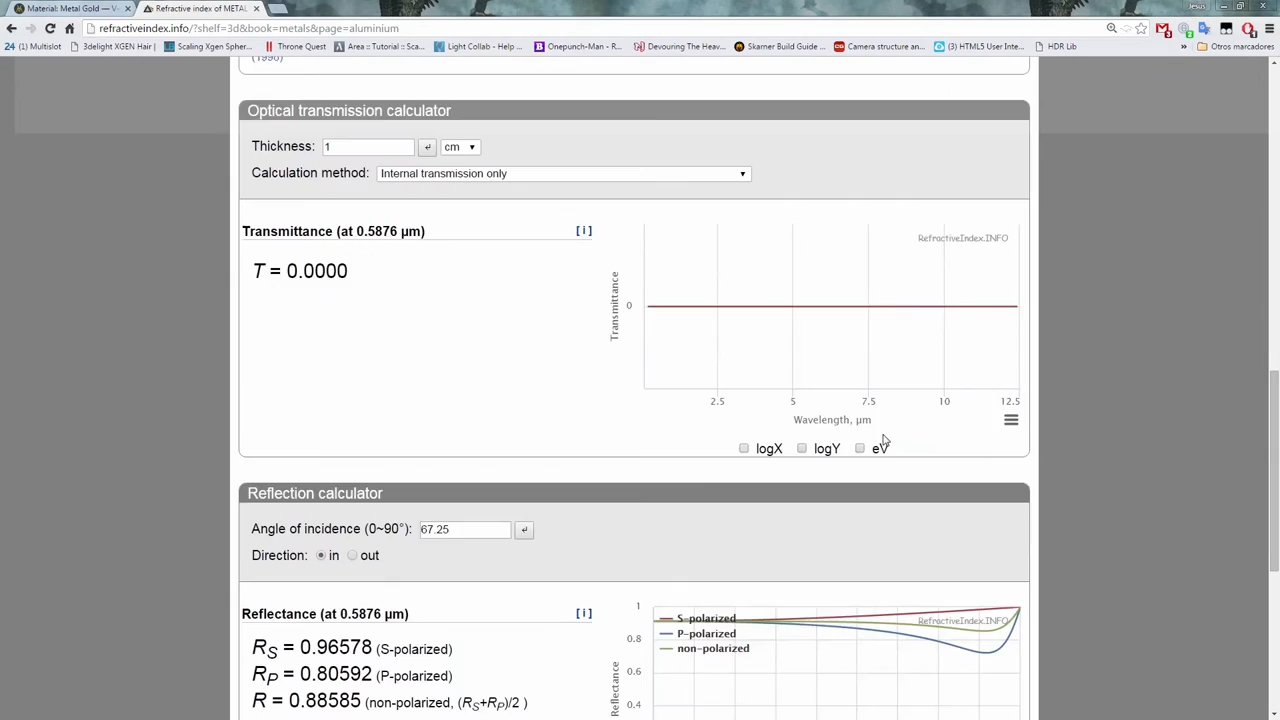 Material: Metal Gold — V
Refractive index of METAL
Jesus
refractiveindex.info/?shelf=3d&book=metals&page=aluminium
24 (1) Multislot
3delight XGEN Hair |
Scaling Xgen Spher...
Throne Quest
Area :: Tutorial :: Sca...
Light Collab - Help ...
Onepunch-Man - R...
Devouring The Hea...
Skarner Build Guide ...
Camera structure an...
(3) HTML5 User Inte...
HDR Lib
»
Otros marcadores
(1998)
Optical transmission calculator
Thickness: 1 cm
Calculation method: Internal transmission only
Transmittance (at 0.5876 µm) [ i ]
T = 0.0000
RefractiveIndex.INFO
Transmittance
0
2.5 5 7.5 10 12.5
Wavelength, µm
logX logY eV
Reflection calculator
Angle of incidence (0~90°): 67.25
Direction: in out
Reflectance (at 0.5876 µm) [ i ]
RS = 0.96578 (S-polarized)
RP = 0.80592 (P-polarized)
R = 0.88585 (non-polarized, (RS+RP)/2 )
S-polarized
P-polarized
non-polarized
RefractiveIndex.INFO
Reflectance
1
0.8
0.6
0.4